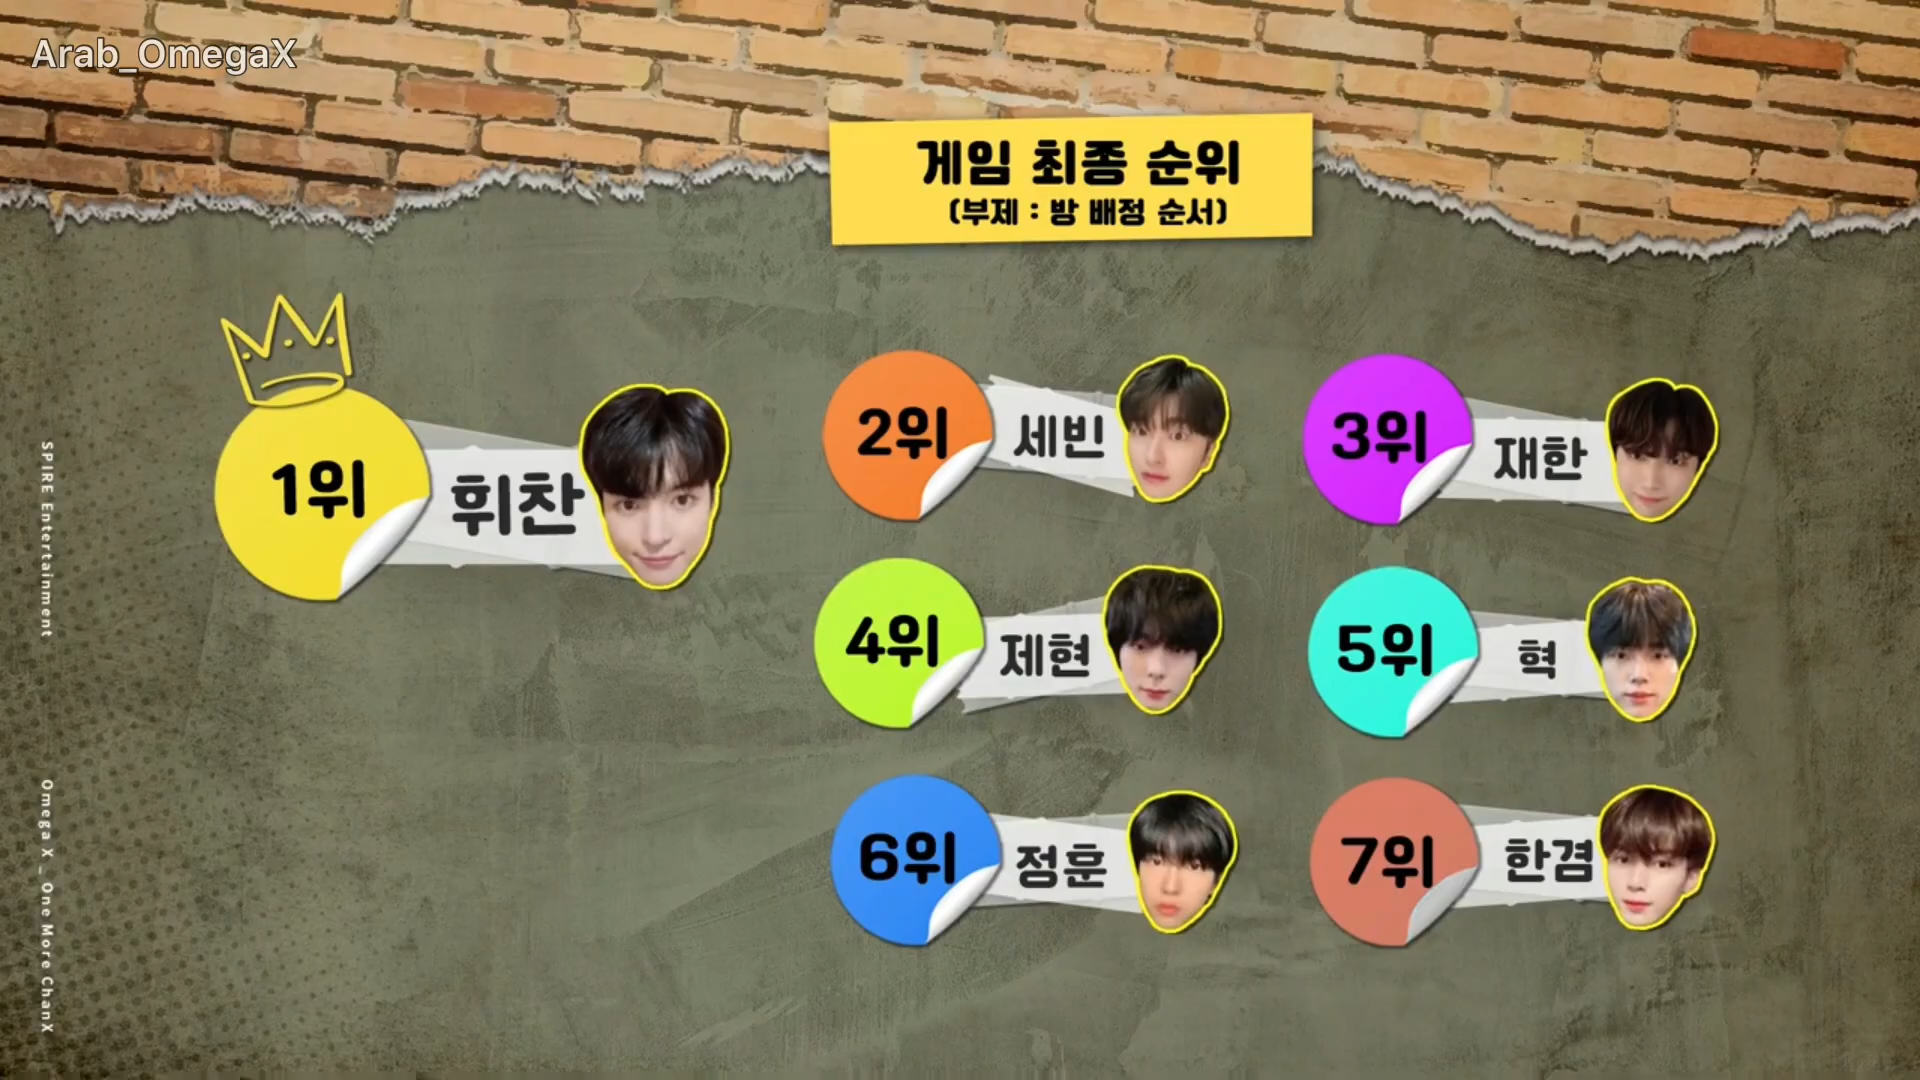 Arab_OmegaX
게임 최종 순위
(부제 : 방 배정 순서)
1위
휘찬
2위
세빈
3위
재한
4위
제현
5위
혁
6위
정훈
7위
한겸
SPIRE Entertainment
Omega X _ One More ChanX